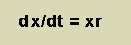 dx/dt = xr